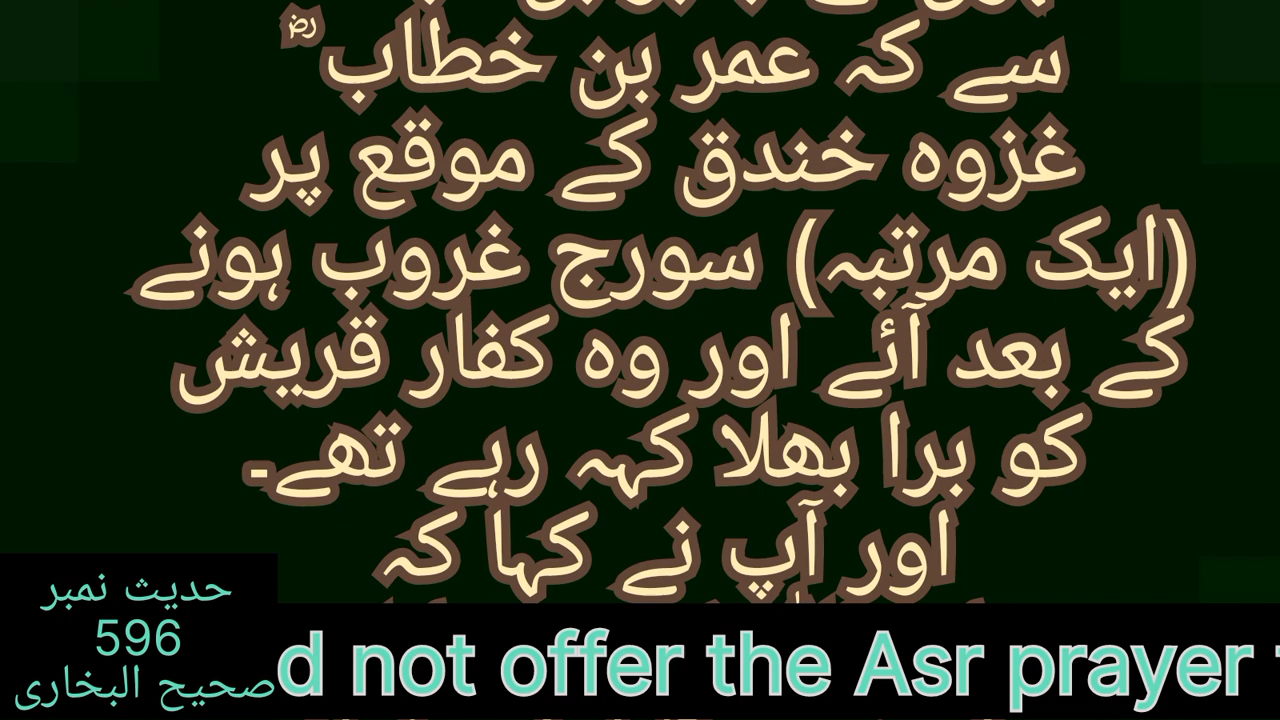 سے کہ عمر بن خطابؓ
غزوہ خندق کے موقع پر
(ایک مرتبہ) سورج غروب ہونے
کے بعد آئے اور وہ کفار قریش
کو برا بھلا کہہ رہے تھے۔
اور آپ نے کہا کہ
حدیث نمبر
596
صحیح البخاری
d not offer the Asr prayer